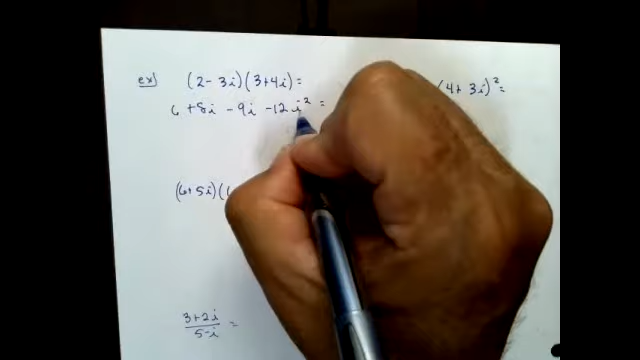 ex) (2-3i)(3+4i)= (4+3i)²=
6 +8i -9i -12i² =
(6+5i)(
3+2i
5-i =